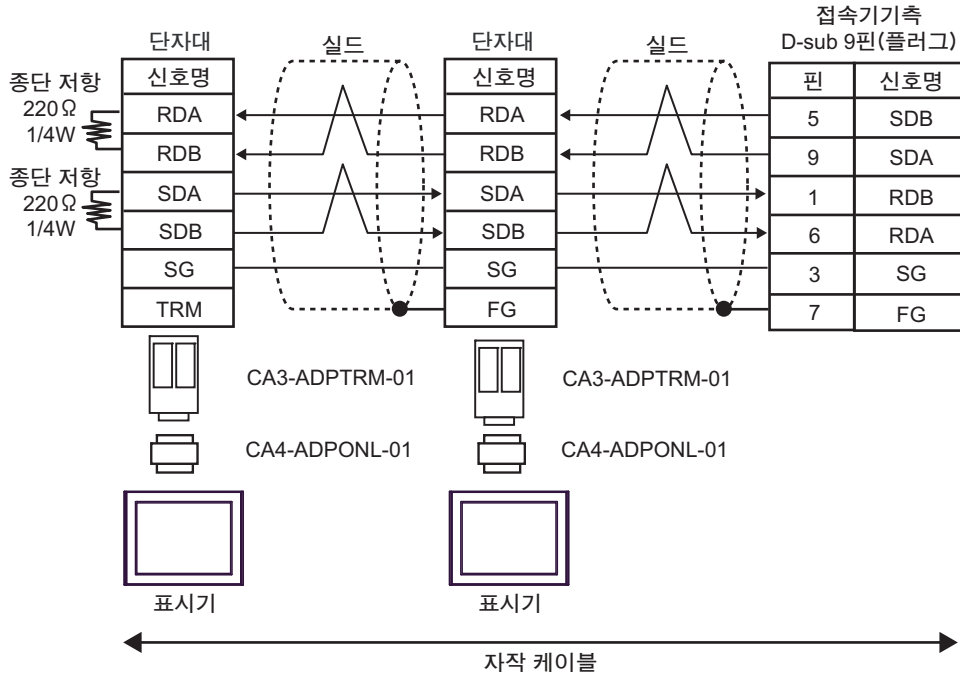 접속기기측
D-sub 9핀(플러그)
단자대
실드
단자대
실드
종단 저항
220Ω
1/4W
종단 저항
220Ω
1/4W
신호명
RDA
RDB
SDA
SDB
SG
TRM
신호명
RDA
RDB
SDA
SDB
SG
FG
핀 신호명
5 SDB
9 SDA
1 RDB
6 RDA
3 SG
7 FG
CA3-ADPTRM-01
CA3-ADPTRM-01
CA4-ADPONL-01
CA4-ADPONL-01
표시기
표시기
자작 케이블